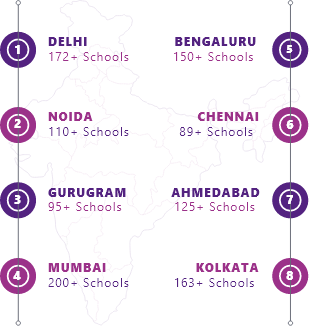 1
DELHI
172+ Schools
2
NOIDA
110+ Schools
3
GURUGRAM
95+ Schools
4
MUMBAI
200+ Schools
BENGALURU
5
150+ Schools
CHENNAI
6
89+ Schools
AHMEDABAD
7
125+ Schools
KOLKATA
8
163+ Schools